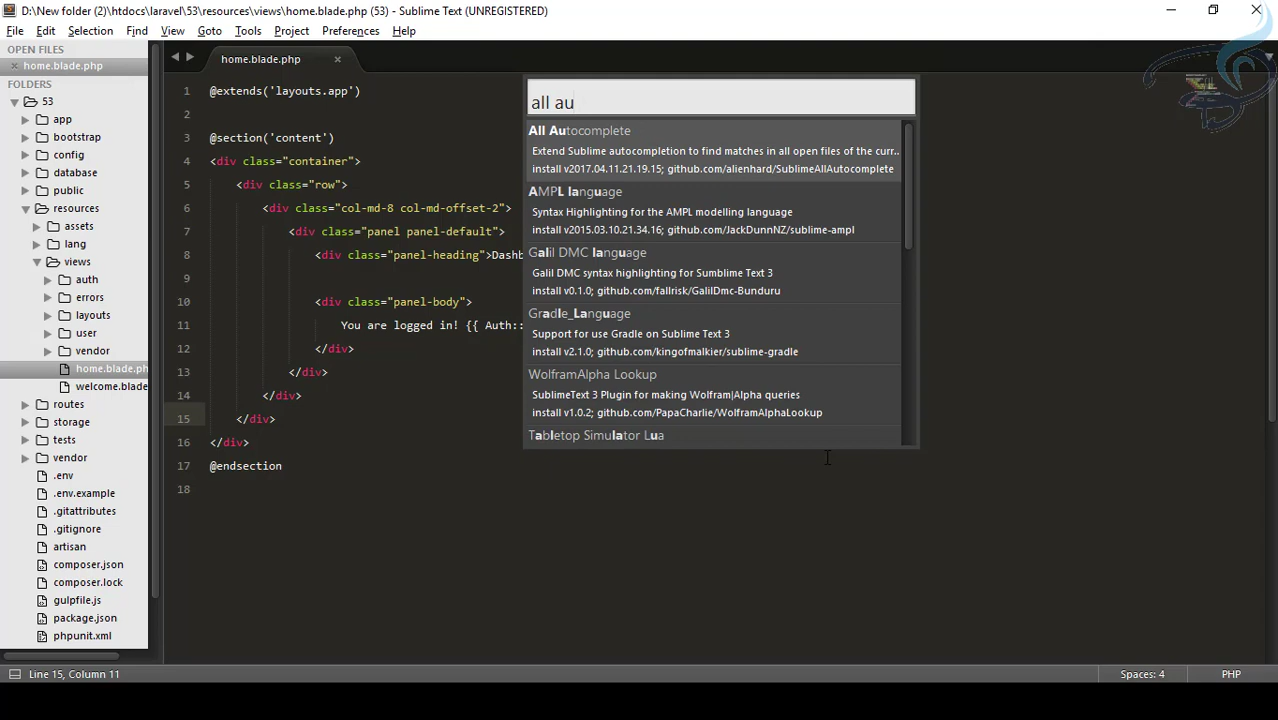 D:\New folder (2)\htdocs\laravel\53\resources\views\home.blade.php (53) - Sublime Text (UNREGISTERED)
File Edit Selection Find View Goto Tools Project Preferences Help
OPEN FILES
home.blade.php
FOLDERS
53
app
bootstrap
config
database
public
resources
assets
lang
views
auth
errors
layouts
user
vendor
home.blade.ph
welcome.blade
routes
storage
tests
vendor
.env
.env.example
.gitattributes
.gitignore
artisan
composer.json
composer.lock
gulpfile.js
package.json
phpunit.xml
home.blade.php
1 @extends('layouts.app')
2
3 @section('content')
4 <div class="container">
5 <div class="row">
6 <div class="col-md-8 col-md-offset-2">
7 <div class="panel panel-default">
8 <div class="panel-heading">Dashb
9
10 <div class="panel-body">
11 You are logged in! {{ Auth::
12 </div>
13 </div>
14 </div>
15 </div>
16 </div>
17 @endsection
18
all au
All Autocomplete
Extend Sublime autocompletion to find matches in all open files of the curr..
install v2017.04.11.21.19.15; github.com/alienhard/SublimeAllAutocomplete
AMPL language
Syntax Highlighting for the AMPL modelling language
install v2015.03.10.21.34.16; github.com/JackDunnNZ/sublime-ampl
Galil DMC language
Galil DMC syntax highlighting for Sumblime Text 3
install v0.1.0; github.com/fallrisk/GalilDmc-Bunduru
Gradle_Language
Support for use Gradle on Sublime Text 3
install v2.1.0; github.com/kingofmalkier/sublime-gradle
WolframAlpha Lookup
SublimeText 3 Plugin for making Wolfram|Alpha queries
install v1.0.2; github.com/PapaCharlie/WolframAlphaLookup
Tabletop Simulator Lua
Line 15, Column 11
Spaces: 4
PHP